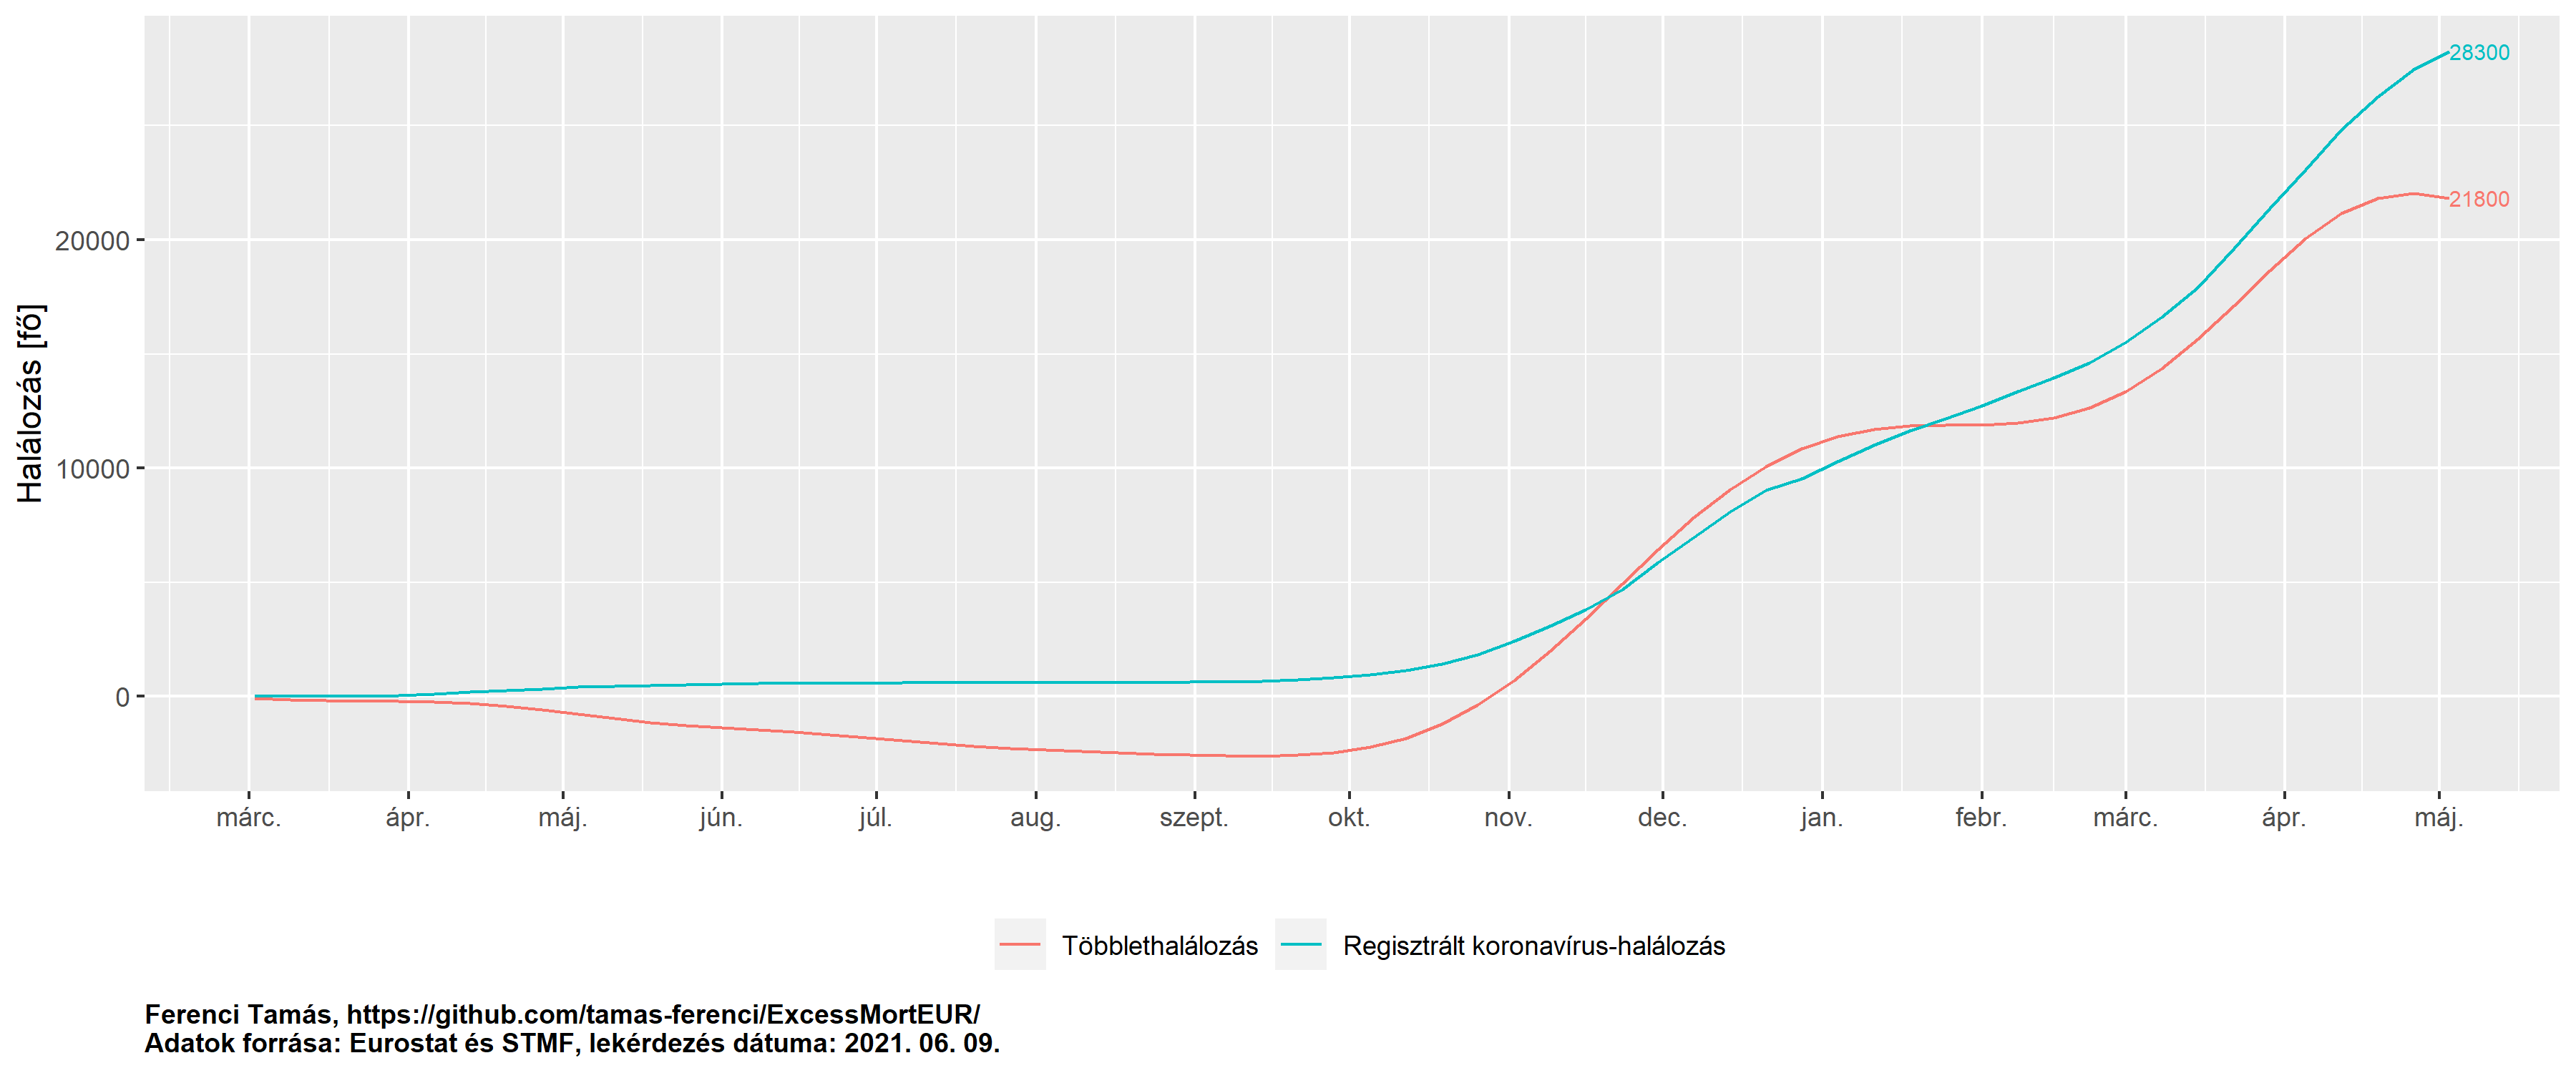 28300
21800
20000
10000
0
Halálozás [fő]
márc. ápr. máj. jún. júl. aug. szept. okt. nov. dec. jan. febr. márc. ápr. máj.
Többlethalálozás Regisztrált koronavírus-halálozás
Ferenci Tamás, https://github.com/tamas-ferenci/ExcessMortEUR/
Adatok forrása: Eurostat és STMF, lekérdezés dátuma: 2021. 06. 09.